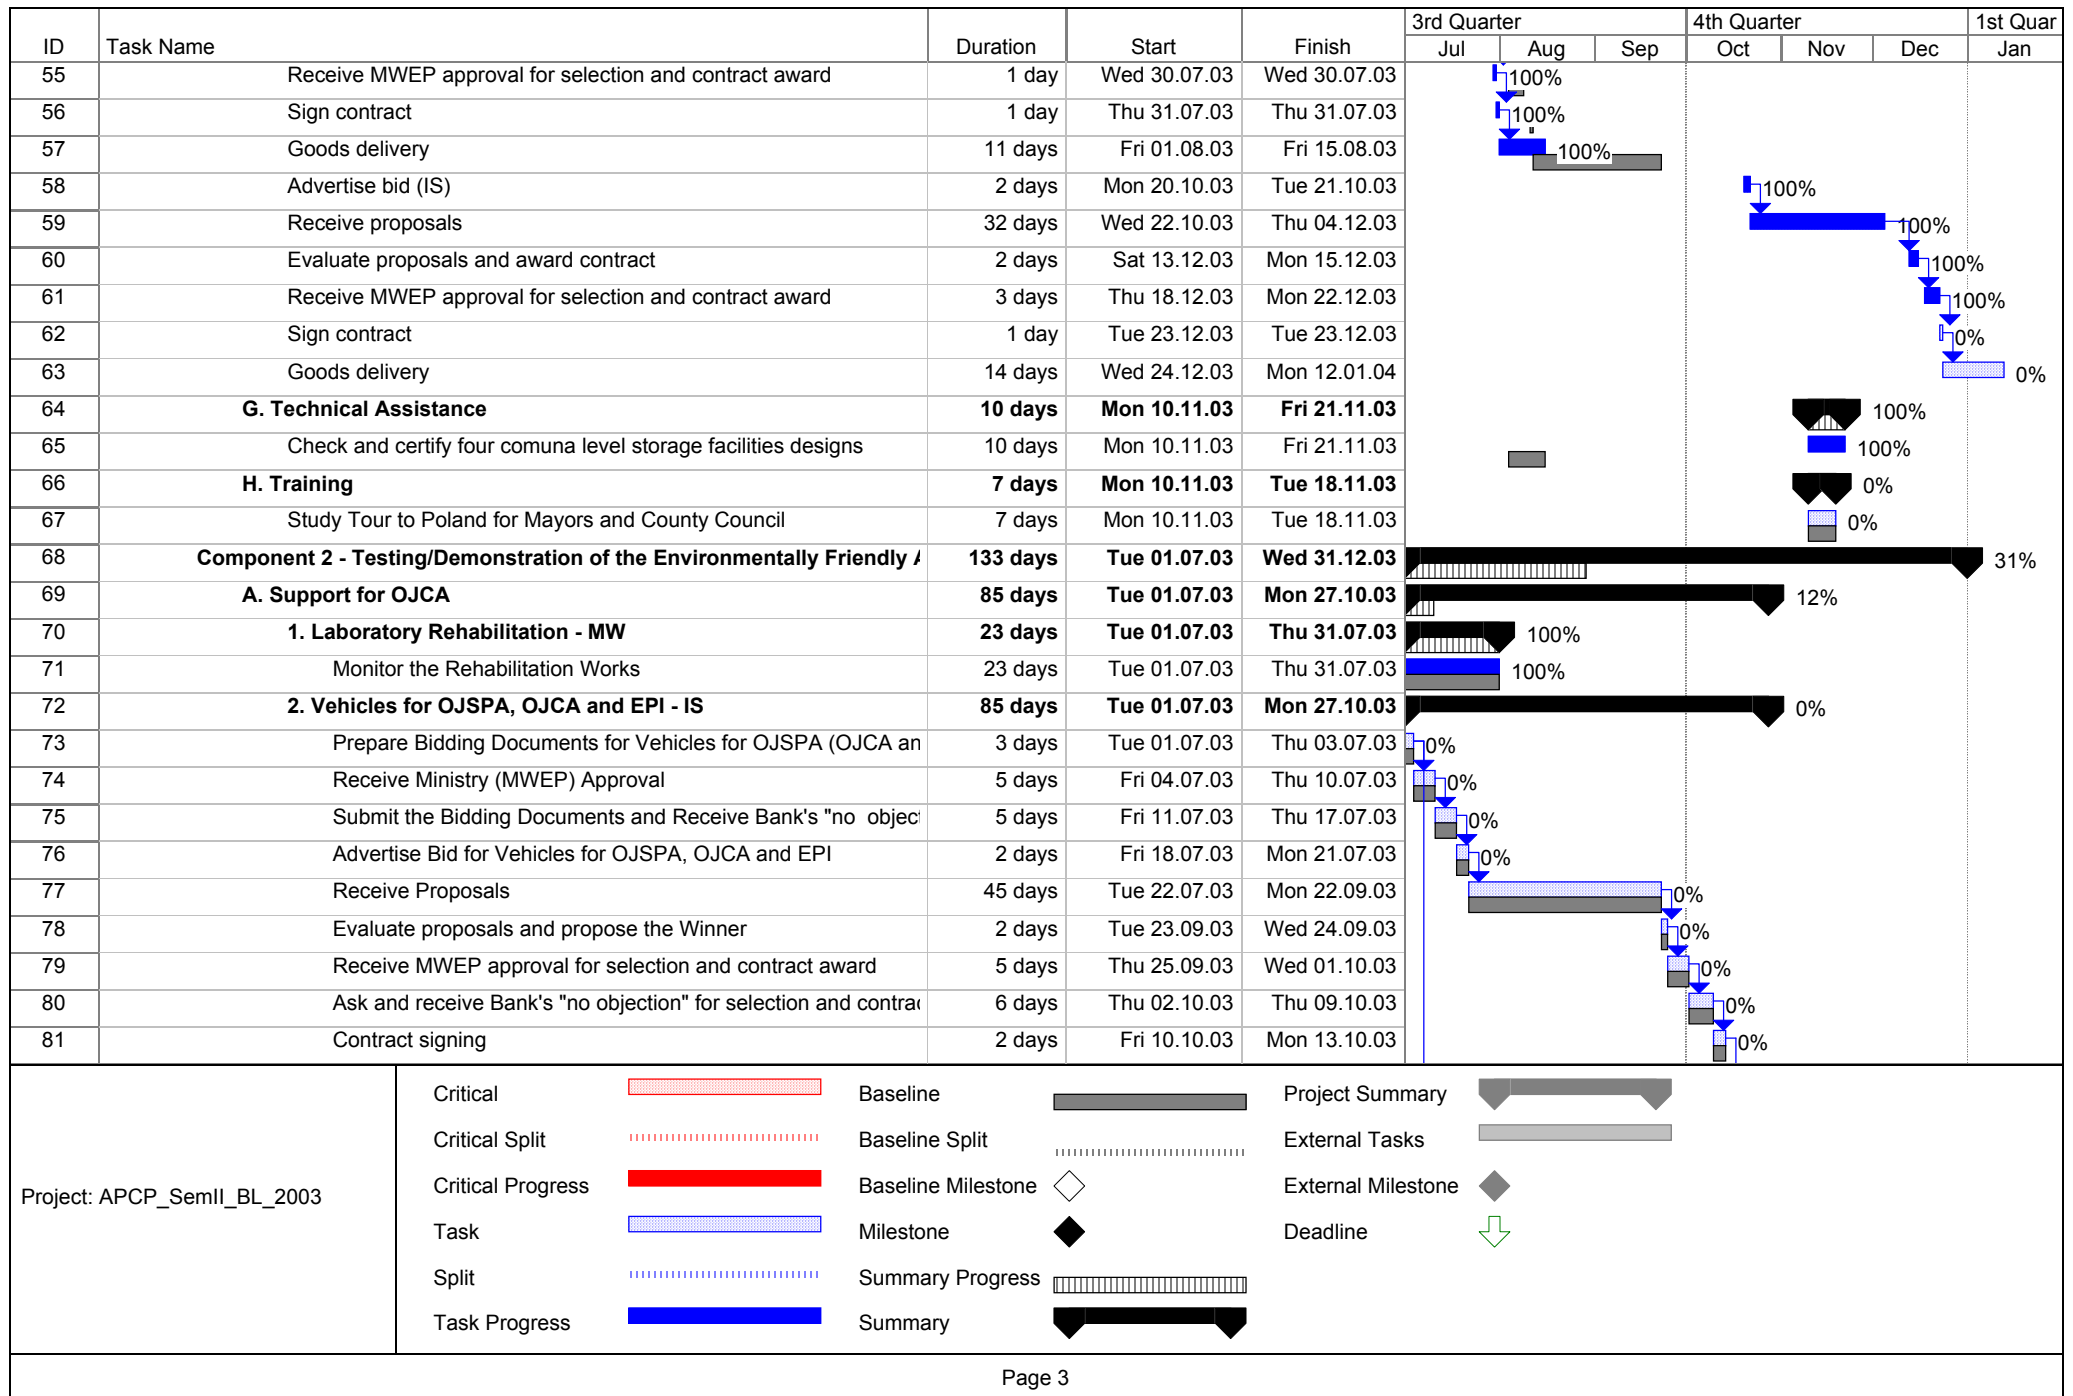 3rd Quarter 4th Quarter 1st Quar
ID Task Name Duration Start Finish Jul Aug Sep Oct Nov Dec Jan
55 Receive MWEP approval for selection and contract award 1 day Wed 30.07.03 Wed 30.07.03 100%
56 Sign contract 1 day Thu 31.07.03 Thu 31.07.03 100%
57 Goods delivery 11 days Fri 01.08.03 Fri 15.08.03 100%
58 Advertise bid (IS) 2 days Mon 20.10.03 Tue 21.10.03 100%
59 Receive proposals 32 days Wed 22.10.03 Thu 04.12.03 100%
60 Evaluate proposals and award contract 2 days Sat 13.12.03 Mon 15.12.03 100%
61 Receive MWEP approval for selection and contract award 3 days Thu 18.12.03 Mon 22.12.03 100%
62 Sign contract 1 day Tue 23.12.03 Tue 23.12.03 0%
63 Goods delivery 14 days Wed 24.12.03 Mon 12.01.04 0%
64 G. Technical Assistance 10 days Mon 10.11.03 Fri 21.11.03 100%
65 Check and certify four comuna level storage facilities designs 10 days Mon 10.11.03 Fri 21.11.03 100%
66 H. Training 7 days Mon 10.11.03 Tue 18.11.03 0%
67 Study Tour to Poland for Mayors and County Council 7 days Mon 10.11.03 Tue 18.11.03 0%
68 Component 2 - Testing/Demonstration of the Environmentally Friendly 133 days Tue 01.07.03 Wed 31.12.03 31%
69 A. Support for OJCA 85 days Tue 01.07.03 Mon 27.10.03 12%
70 1. Laboratory Rehabilitation - MW 23 days Tue 01.07.03 Thu 31.07.03 100%
71 Monitor the Rehabilitation Works 23 days Tue 01.07.03 Thu 31.07.03 100%
72 2. Vehicles for OJSPA, OJCA and EPI - IS 85 days Tue 01.07.03 Mon 27.10.03 0%
73 Prepare Bidding Documents for Vehicles for OJSPA (OJCA an 3 days Tue 01.07.03 Thu 03.07.03 0%
74 Receive Ministry (MWEP) Approval 5 days Fri 04.07.03 Thu 10.07.03 0%
75 Submit the Bidding Documents and Receive Bank's "no objec 5 days Fri 11.07.03 Thu 17.07.03 0%
76 Advertise Bid for Vehicles for OJSPA, OJCA and EPI 2 days Fri 18.07.03 Mon 21.07.03 0%
77 Receive Proposals 45 days Tue 22.07.03 Mon 22.09.03 0%
78 Evaluate proposals and propose the Winner 2 days Tue 23.09.03 Wed 24.09.03 0%
79 Receive MWEP approval for selection and contract award 5 days Thu 25.09.03 Wed 01.10.03 0%
80 Ask and receive Bank's "no objection" for selection and contrac 6 days Thu 02.10.03 Thu 09.10.03 0%
81 Contract signing 2 days Fri 10.10.03 Mon 13.10.03 0%
Project: APCP_SemII_BL_2003
Critical Baseline Project Summary
Critical Split Baseline Split External Tasks
Critical Progress Baseline Milestone External Milestone
Task Milestone Deadline
Split Summary Progress
Task Progress Summary
Page 3